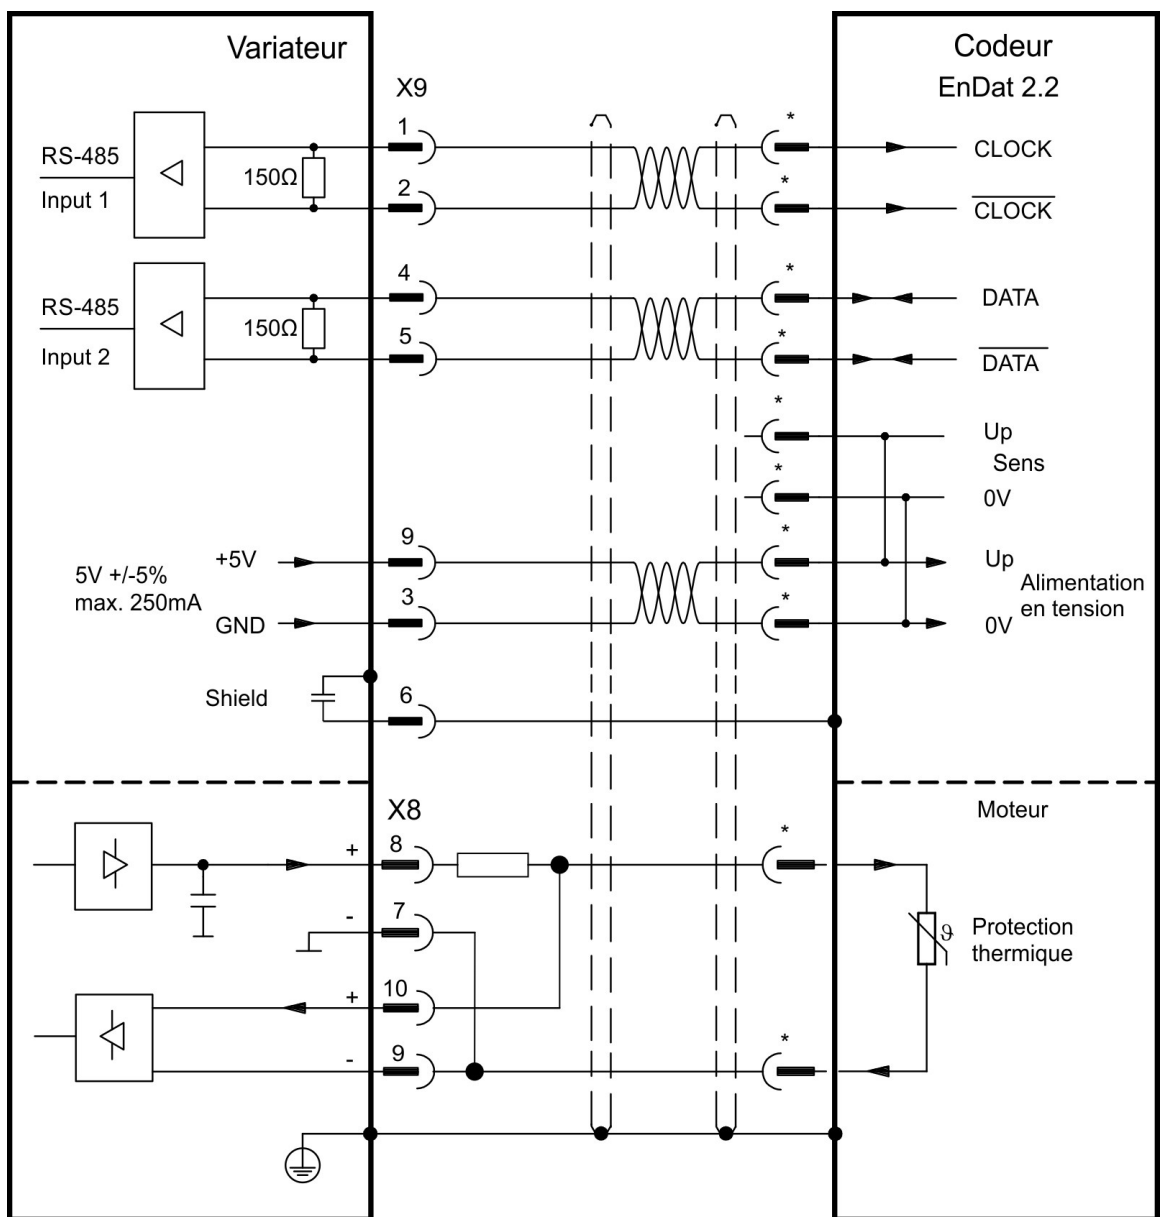 Variateur
Codeur
EnDat 2.2
X9
RS-485
Input 1
150Ω
1
2
*
*
CLOCK
CLOCK
RS-485
Input 2
150Ω
4
5
*
*
DATA
DATA
*
Up
Sens
*
0V
5V +/-5%
max. 250mA
+5V
GND
9
3
*
*
Up
Alimentation
en tension
0V
Shield
6
X8
Moteur
+
8
*
-
7
+
10
-
9
*
ϑ
Protection
thermique